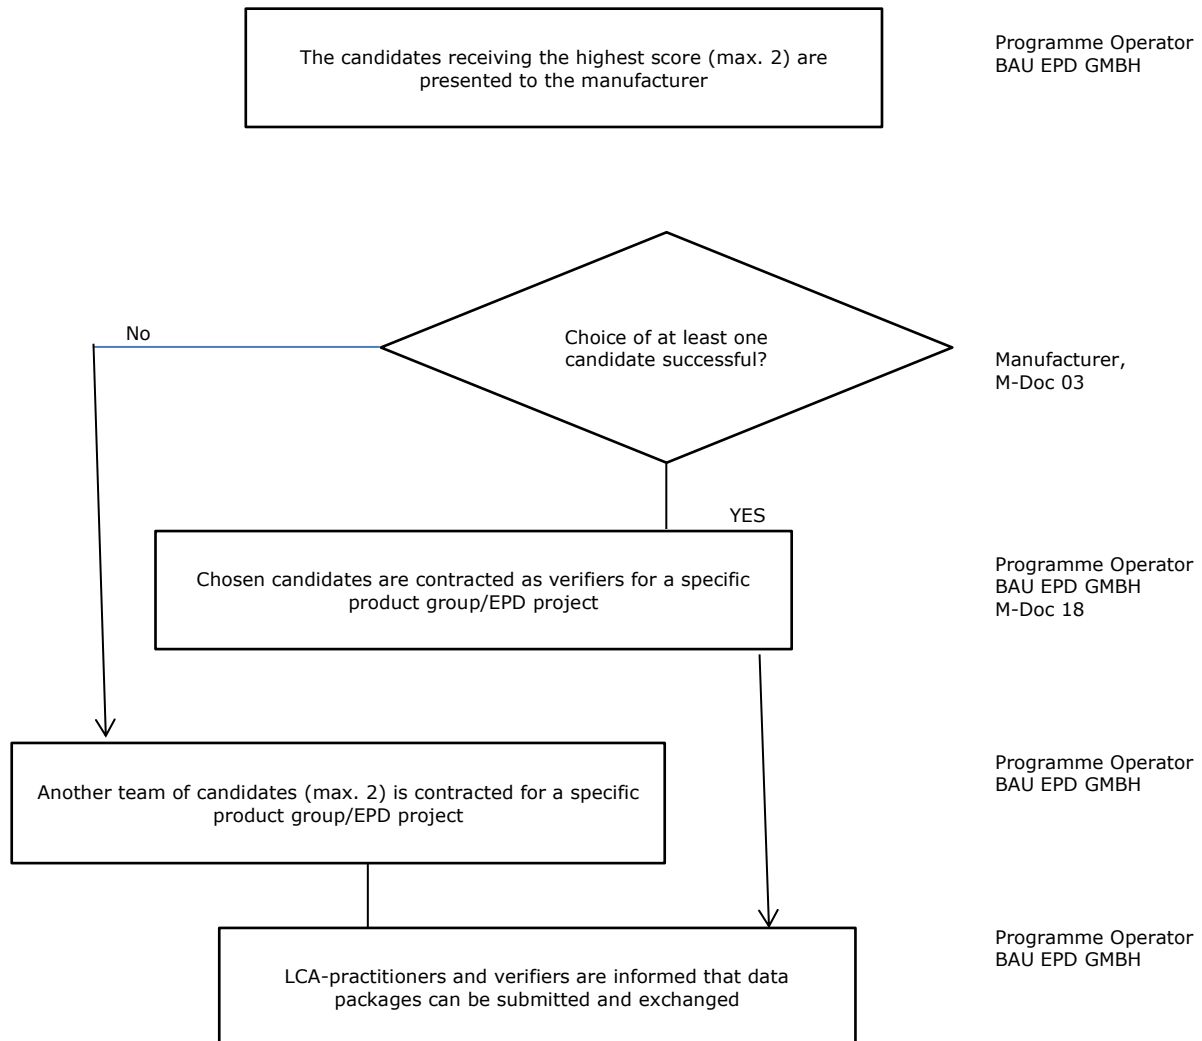 The candidates receiving the highest score (max. 2) are
presented to the manufacturer
Programme Operator
BAU EPD GMBH
No
Choice of at least one
candidate successful?
Manufacturer,
M-Doc 03
YES
Chosen candidates are contracted as verifiers for a specific
product group/EPD project
Programme Operator
BAU EPD GMBH
M-Doc 18
Another team of candidates (max. 2) is contracted for a specific
product group/EPD project
Programme Operator
BAU EPD GMBH
LCA-practitioners and verifiers are informed that data
packages can be submitted and exchanged
Programme Operator
BAU EPD GMBH